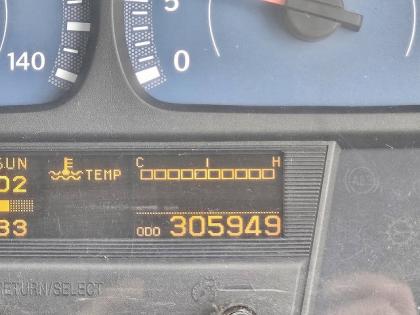 5
140
0
SUN
C I H
TEMP
02
33
ODO 305949
RETURN/SELECT